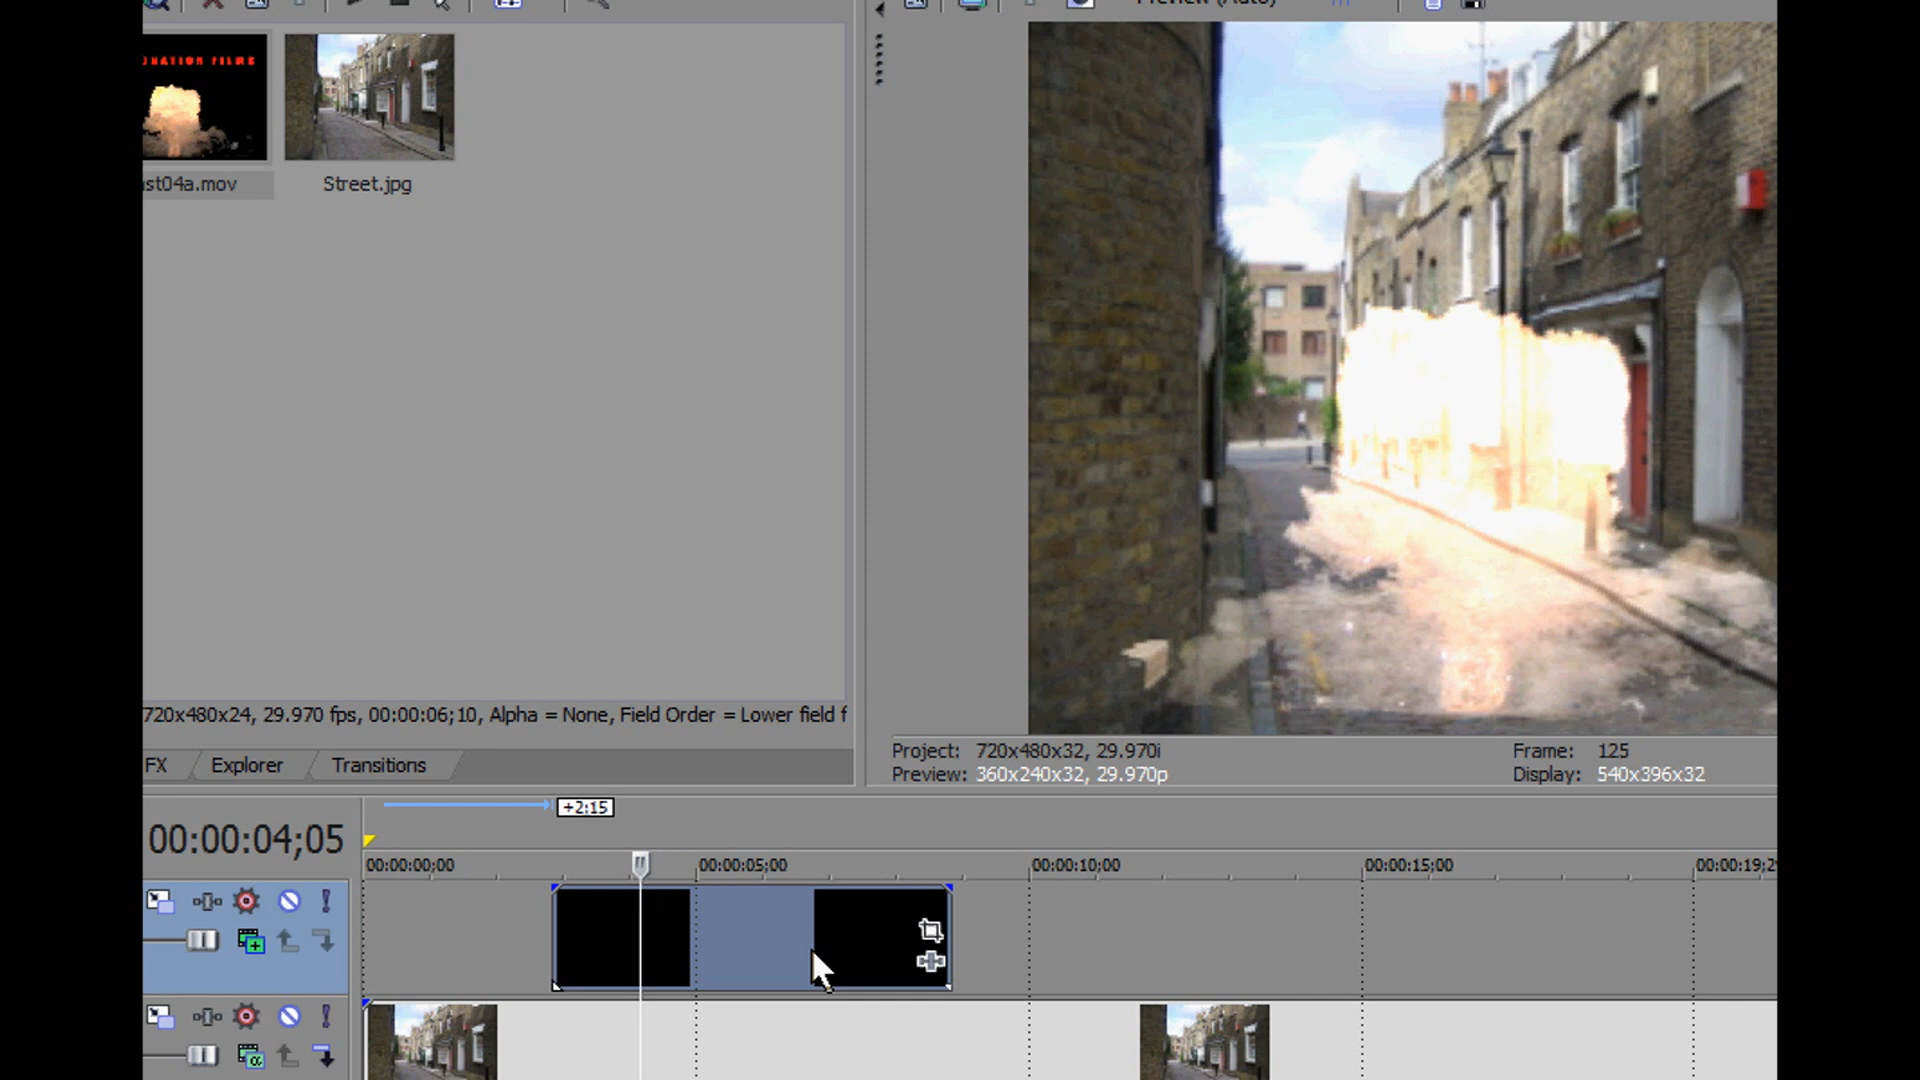 Preview (Auto)
NATION FILMS
st04a.mov
Street.jpg
720x480x24, 29.970 fps, 00:00:06;10, Alpha = None, Field Order = Lower field f
FX
Explorer
Transitions
Project: 720x480x32, 29.970i
Frame: 125
Preview: 360x240x32, 29.970p
Display: 540x396x32
+2:15
00:00:04;05
00:00:00;00
00:00:05;00
00:00:10;00
00:00:15;00
00:00:19;2